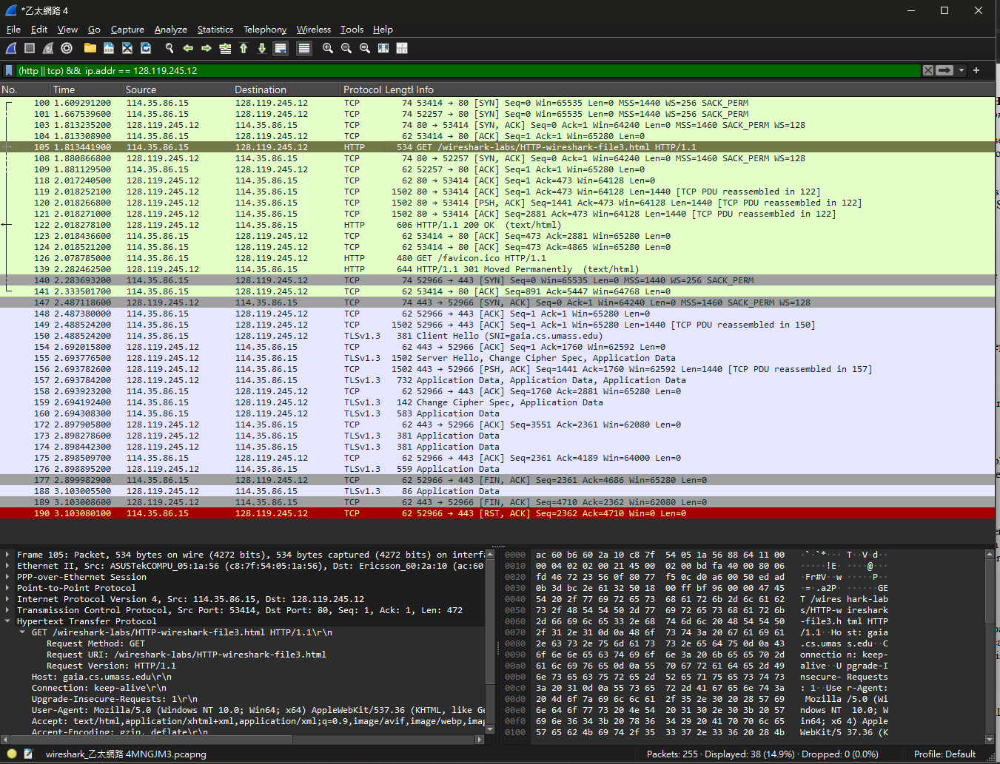 *乙太網路 4
File Edit View Go Capture Analyze Statistics Telephony Wireless Tools Help
(http || tcp) && ip.addr == 128.119.245.12
No. Time Source Destination Protocol Length Info
100 1.609291200 114.35.86.15 128.119.245.12 TCP 74 53414 → 80 [SYN] Seq=0 Win=65535 Len=0 MSS=1440 WS=256 SACK_PERM
101 1.667539600 114.35.86.15 128.119.245.12 TCP 74 52257 → 80 [SYN] Seq=0 Win=65535 Len=0 MSS=1440 WS=256 SACK_PERM
103 1.813235200 128.119.245.12 114.35.86.15 TCP 74 80 → 53414 [SYN, ACK] Seq=0 Ack=1 Win=64240 Len=0 MSS=1460 SACK_PERM WS=128
104 1.813308900 114.35.86.15 128.119.245.12 TCP 62 53414 → 80 [ACK] Seq=1 Ack=1 Win=65280 Len=0
105 1.813441900 114.35.86.15 128.119.245.12 HTTP 534 GET /wireshark-labs/HTTP-wireshark-file3.html HTTP/1.1
108 1.880866800 128.119.245.12 114.35.86.15 TCP 74 80 → 52257 [SYN, ACK] Seq=0 Ack=1 Win=64240 Len=0 MSS=1460 SACK_PERM WS=128
109 1.881129500 114.35.86.15 128.119.245.12 TCP 62 52257 → 80 [ACK] Seq=1 Ack=1 Win=65280 Len=0
118 2.017240500 128.119.245.12 114.35.86.15 TCP 62 80 → 53414 [ACK] Seq=1 Ack=473 Win=64128 Len=0
119 2.018252100 128.119.245.12 114.35.86.15 TCP 1502 80 → 53414 [ACK] Seq=1 Ack=473 Win=64128 Len=1440 [TCP PDU reassembled in 122]
120 2.018266800 128.119.245.12 114.35.86.15 TCP 1502 80 → 53414 [PSH, ACK] Seq=1441 Ack=473 Win=64128 Len=1440 [TCP PDU reassembled in 122]
121 2.018271000 128.119.245.12 114.35.86.15 TCP 1502 80 → 53414 [ACK] Seq=2881 Ack=473 Win=64128 Len=1440 [TCP PDU reassembled in 122]
122 2.018278100 128.119.245.12 114.35.86.15 HTTP 606 HTTP/1.1 200 OK (text/html)
123 2.018436600 114.35.86.15 128.119.245.12 TCP 62 53414 → 80 [ACK] Seq=473 Ack=2881 Win=65280 Len=0
124 2.018521200 114.35.86.15 128.119.245.12 TCP 62 53414 → 80 [ACK] Seq=473 Ack=4865 Win=65280 Len=0
126 2.078785000 114.35.86.15 128.119.245.12 HTTP 480 GET /favicon.ico HTTP/1.1
139 2.282462500 128.119.245.12 114.35.86.15 HTTP 644 HTTP/1.1 301 Moved Permanently (text/html)
140 2.283693200 114.35.86.15 128.119.245.12 TCP 74 52966 → 443 [SYN] Seq=0 Win=65535 Len=0 MSS=1440 WS=256 SACK_PERM
141 2.333501700 114.35.86.15 128.119.245.12 TCP 62 53414 → 80 [ACK] Seq=891 Ack=5447 Win=64768 Len=0
147 2.487118600 128.119.245.12 114.35.86.15 TCP 74 443 → 52966 [SYN, ACK] Seq=0 Ack=1 Win=64240 Len=0 MSS=1460 SACK_PERM WS=128
148 2.487380000 114.35.86.15 128.119.245.12 TCP 62 52966 → 443 [ACK] Seq=1 Ack=1 Win=65280 Len=0
149 2.488524200 114.35.86.15 128.119.245.12 TCP 1502 52966 → 443 [ACK] Seq=1 Ack=1 Win=65280 Len=1440 [TCP PDU reassembled in 150]
150 2.488524200 114.35.86.15 128.119.245.12 TLSv1.3 381 Client Hello (SNI=gaia.cs.umass.edu)
154 2.692015800 128.119.245.12 114.35.86.15 TCP 62 443 → 52966 [ACK] Seq=1 Ack=1760 Win=62592 Len=0
155 2.693776500 128.119.245.12 114.35.86.15 TLSv1.3 1502 Server Hello, Change Cipher Spec, Application Data
156 2.693782600 128.119.245.12 114.35.86.15 TCP 1502 443 → 52966 [PSH, ACK] Seq=1441 Ack=1760 Win=62592 Len=1440 [TCP PDU reassembled in 157]
157 2.693784200 128.119.245.12 114.35.86.15 TLSv1.3 732 Application Data, Application Data, Application Data
158 2.693923200 114.35.86.15 128.119.245.12 TCP 62 52966 → 443 [ACK] Seq=1760 Ack=2881 Win=65280 Len=0
159 2.694192400 114.35.86.15 128.119.245.12 TLSv1.3 142 Change Cipher Spec, Application Data
160 2.694308300 114.35.86.15 128.119.245.12 TLSv1.3 583 Application Data
172 2.897905800 128.119.245.12 114.35.86.15 TCP 62 443 → 52966 [ACK] Seq=3551 Ack=2361 Win=62080 Len=0
173 2.898278600 128.119.245.12 114.35.86.15 TLSv1.3 381 Application Data
174 2.898442300 128.119.245.12 114.35.86.15 TLSv1.3 381 Application Data
175 2.898509700 114.35.86.15 128.119.245.12 TCP 62 52966 → 443 [ACK] Seq=2361 Ack=4189 Win=64000 Len=0
176 2.898895200 128.119.245.12 114.35.86.15 TLSv1.3 559 Application Data
177 2.899982900 114.35.86.15 128.119.245.12 TCP 62 52966 → 443 [FIN, ACK] Seq=2361 Ack=4686 Win=65280 Len=0
188 3.103005500 128.119.245.12 114.35.86.15 TLSv1.3 86 Application Data
189 3.103008600 128.119.245.12 114.35.86.15 TCP 62 443 → 52966 [FIN, ACK] Seq=4710 Ack=2362 Win=62080 Len=0
190 3.103080100 114.35.86.15 128.119.245.12 TCP 62 52966 → 443 [RST, ACK] Seq=2362 Ack=4710 Win=0 Len=0
Frame 105: Packet, 534 bytes on wire (4272 bits), 534 bytes captured (4272 bits) on interfa
Ethernet II, Src: ASUSTekCOMPU_05:1a:56 (c8:7f:54:05:1a:56), Dst: Ericsson_60:2a:10 (ac:60
PPP-over-Ethernet Session
Point-to-Point Protocol
Internet Protocol Version 4, Src: 114.35.86.15, Dst: 128.119.245.12
Transmission Control Protocol, Src Port: 53414, Dst Port: 80, Seq: 1, Ack: 1, Len: 472
Hypertext Transfer Protocol
GET /wireshark-labs/HTTP-wireshark-file3.html HTTP/1.1\r\n
Request Method: GET
Request URI: /wireshark-labs/HTTP-wireshark-file3.html
Request Version: HTTP/1.1
Host: gaia.cs.umass.edu\r\n
Connection: keep-alive\r\n
Upgrade-Insecure-Requests: 1\r\n
User-Agent: Mozilla/5.0 (Windows NT 10.0; Win64; x64) AppleWebKit/537.36 (KHTML, like Ge
Accept: text/html,application/xhtml+xml,application/xml;q=0.9,image/avif,image/webp,imag
Accept-Encoding: gzip, deflate\r\n
0000 ac 60 b6 60 2a 10 c8 7f 54 05 1a 56 88 64 11 00 ·`·`*··· T··V·d··
0010 00 04 02 02 00 21 45 00 02 00 bd fa 40 00 80 06 ·····!E· ····@···
0020 fd 46 72 23 56 0f 80 77 f5 0c d0 a6 00 50 ed ad ·Fr#V··w ·····P··
0030 0b 3d bc 2e 61 32 50 18 00 ff bf 96 00 00 47 45 ·=·.a2P· ······GE
0040 54 20 2f 77 69 72 65 73 68 61 72 6b 2d 6c 61 62 T /wires hark-lab
0050 73 2f 48 54 54 50 2d 77 69 72 65 73 68 61 72 6b s/HTTP-w ireshark
0060 2d 66 69 6c 65 33 2e 68 74 6d 6c 20 48 54 54 50 -file3.h tml HTTP
0070 2f 31 2e 31 0d 0a 48 6f 73 74 3a 20 67 61 69 61 /1.1··Ho st: gaia
0080 2e 63 73 2e 75 6d 61 73 73 2e 65 64 75 0d 0a 43 .cs.umas s.edu··C
0090 6f 6e 6e 65 63 74 69 6f 6e 3a 20 6b 65 65 70 2d onnectio n: keep-
00a0 61 6c 69 76 65 0d 0a 55 70 67 72 61 64 65 2d 49 alive··U pgrade-I
00b0 6e 73 65 63 75 72 65 2d 52 65 71 75 65 73 74 73 nsecure- Requests
00c0 3a 20 31 0d 0a 55 73 65 72 2d 41 67 65 6e 74 3a : 1··Use r-Agent:
00d0 20 4d 6f 7a 69 6c 6c 61 2f 35 2e 30 20 28 57 69 Mozilla /5.0 (Wi
00e0 6e 64 6f 77 73 20 4e 54 20 31 30 2e 30 3b 20 57 ndows NT 10.0; W
00f0 69 6e 36 34 3b 20 78 36 34 29 20 41 70 70 6c 65 in64; x6 4) Apple
0100 57 65 62 4b 69 74 2f 35 33 37 2e 33 36 20 28 4b WebKit/5 37.36 (K
wireshark_乙太網路 4MNGJM3.pcapng Packets: 255 · Displayed: 38 (14.9%) · Dropped: 0 (0.0%) Profile: Default